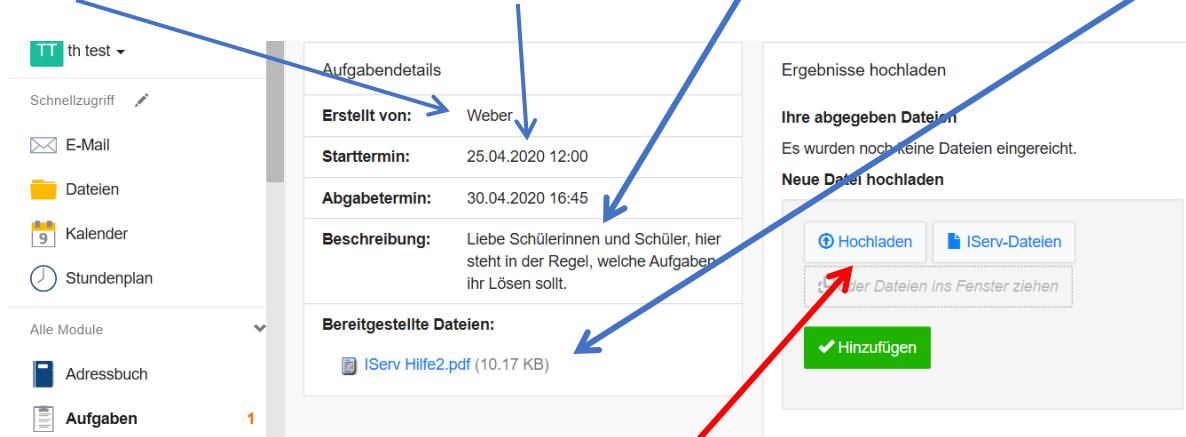 TT th test
Schnellzugriff
E-Mail
Dateien
9 Kalender
Stundenplan
Alle Module
Adressbuch
Aufgaben 1
Aufgabendetails
Erstellt von: Weber
Starttermin: 25.04.2020 12:00
Abgabetermin: 30.04.2020 16:45
Beschreibung: Liebe Schülerinnen und Schüler, hier
steht in der Regel, welche Aufgaben
ihr Lösen sollt.
Bereitgestellte Dateien:
IServ Hilfe2.pdf (10.17 KB)
Ergebnisse hochladen
Ihre abgegeben Dateien
Es wurden noch keine Dateien eingereicht.
Neue Datei hochladen
Hochladen IServ-Dateien
oder Dateien ins Fenster ziehen
Hinzufügen